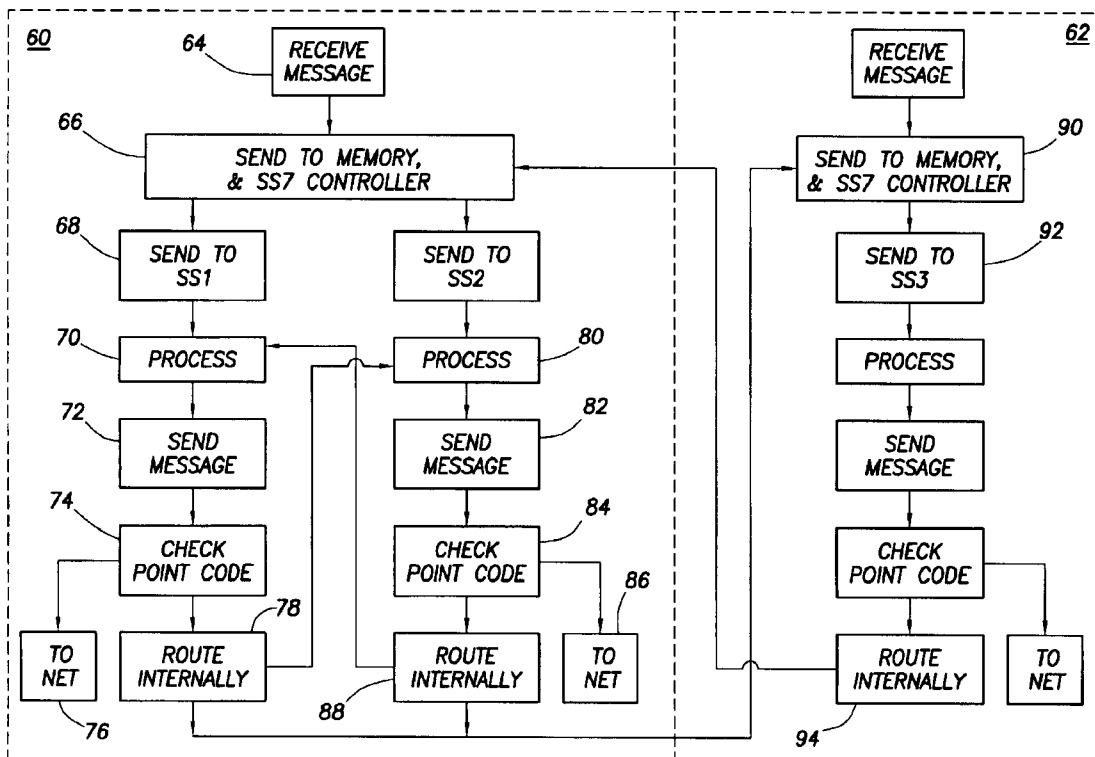 60
62
64
RECEIVE
MESSAGE
RECEIVE
MESSAGE
66
SEND TO MEMORY,
& SS7 CONTROLLER
90
SEND TO MEMORY,
& SS7 CONTROLLER
68
SEND TO
SS1
SEND TO
SS2
92
SEND TO
SS3
70
PROCESS
80
PROCESS
PROCESS
72
SEND
MESSAGE
82
SEND
MESSAGE
SEND
MESSAGE
74
CHECK
POINT CODE
84
CHECK
POINT CODE
CHECK
POINT CODE
76
TO
NET
78
ROUTE
INTERNALLY
88
ROUTE
INTERNALLY
86
TO
NET
94
ROUTE
INTERNALLY
TO
NET